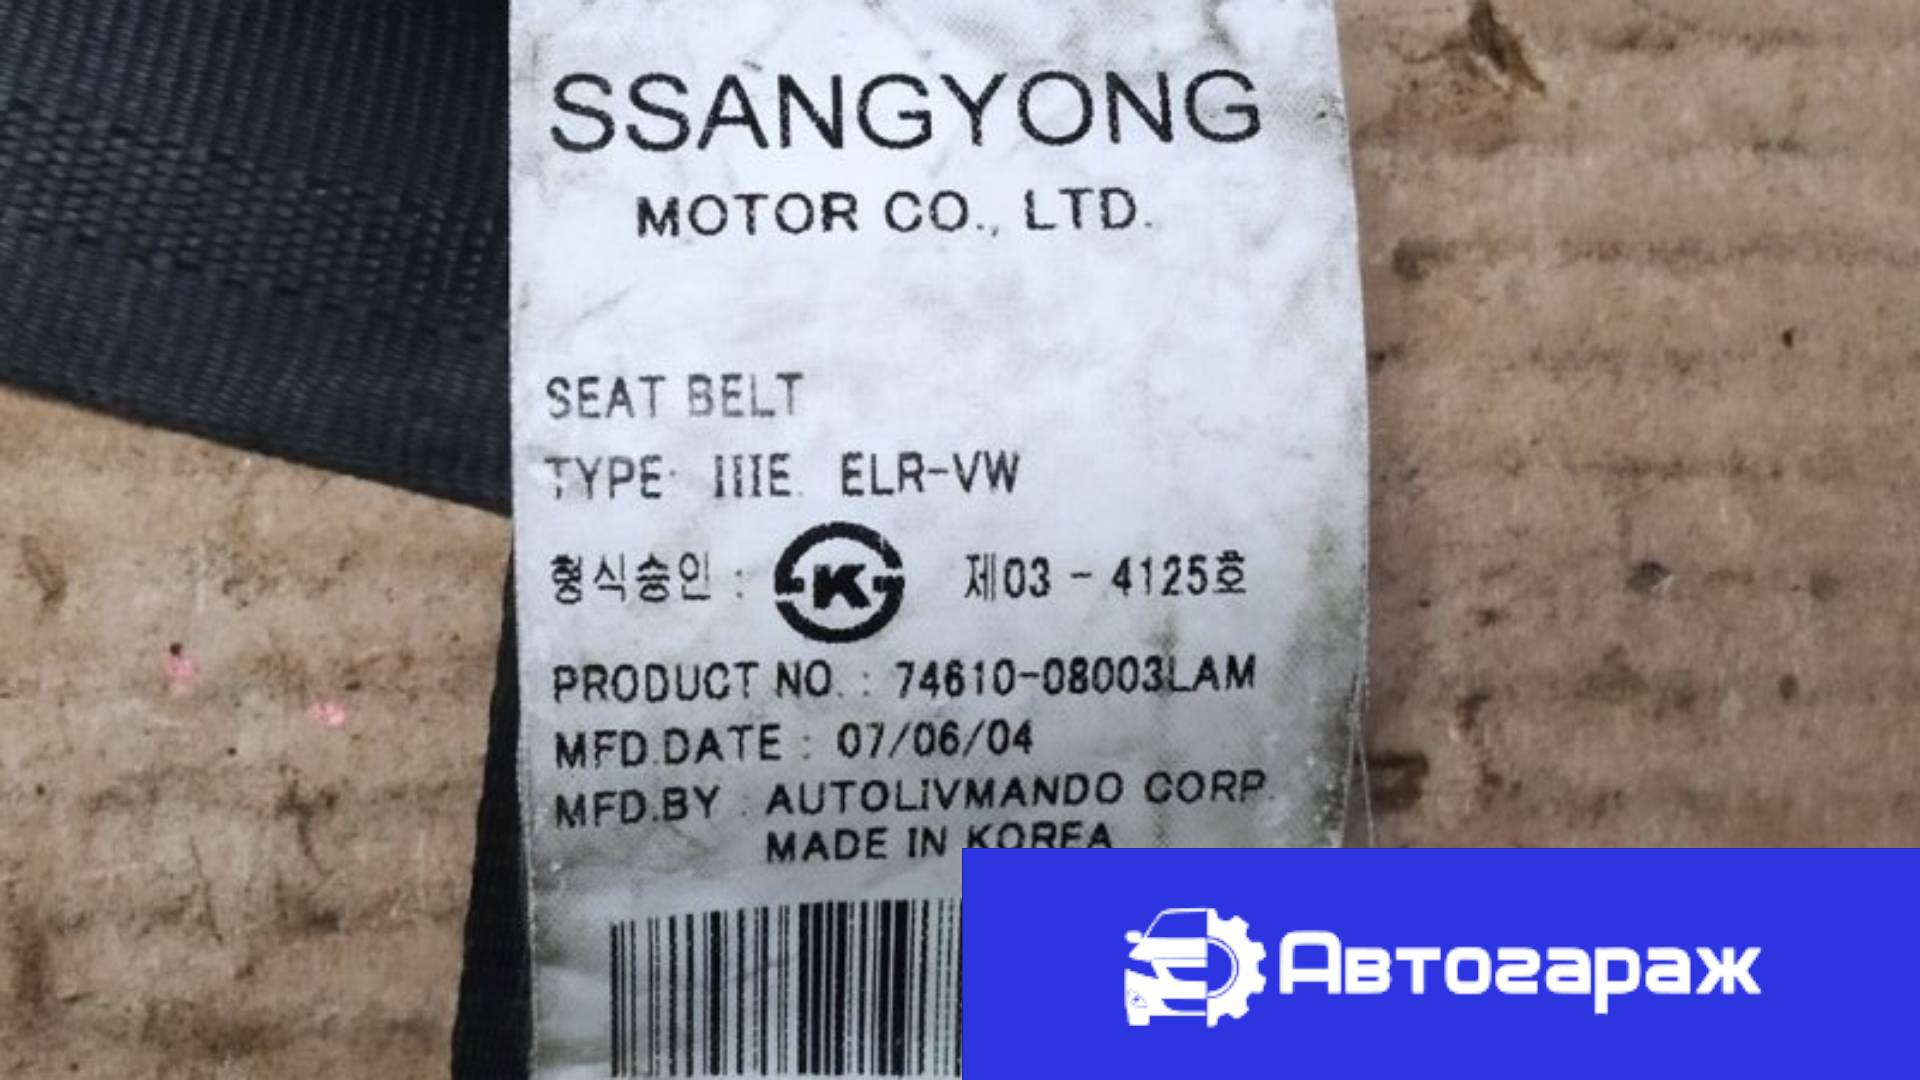 SSANGYONG
MOTOR CO., LTD.
SEAT BELT
TYPE: IIIE. ELR-VW
형식승인 : K 제03 - 4125호
PRODUCT NO. : 74610-08003LAM
MFD.DATE : 07/06/04
MFD.BY : AUTOLiVMANDO CORP.
MADE IN KOREA
Автогараж